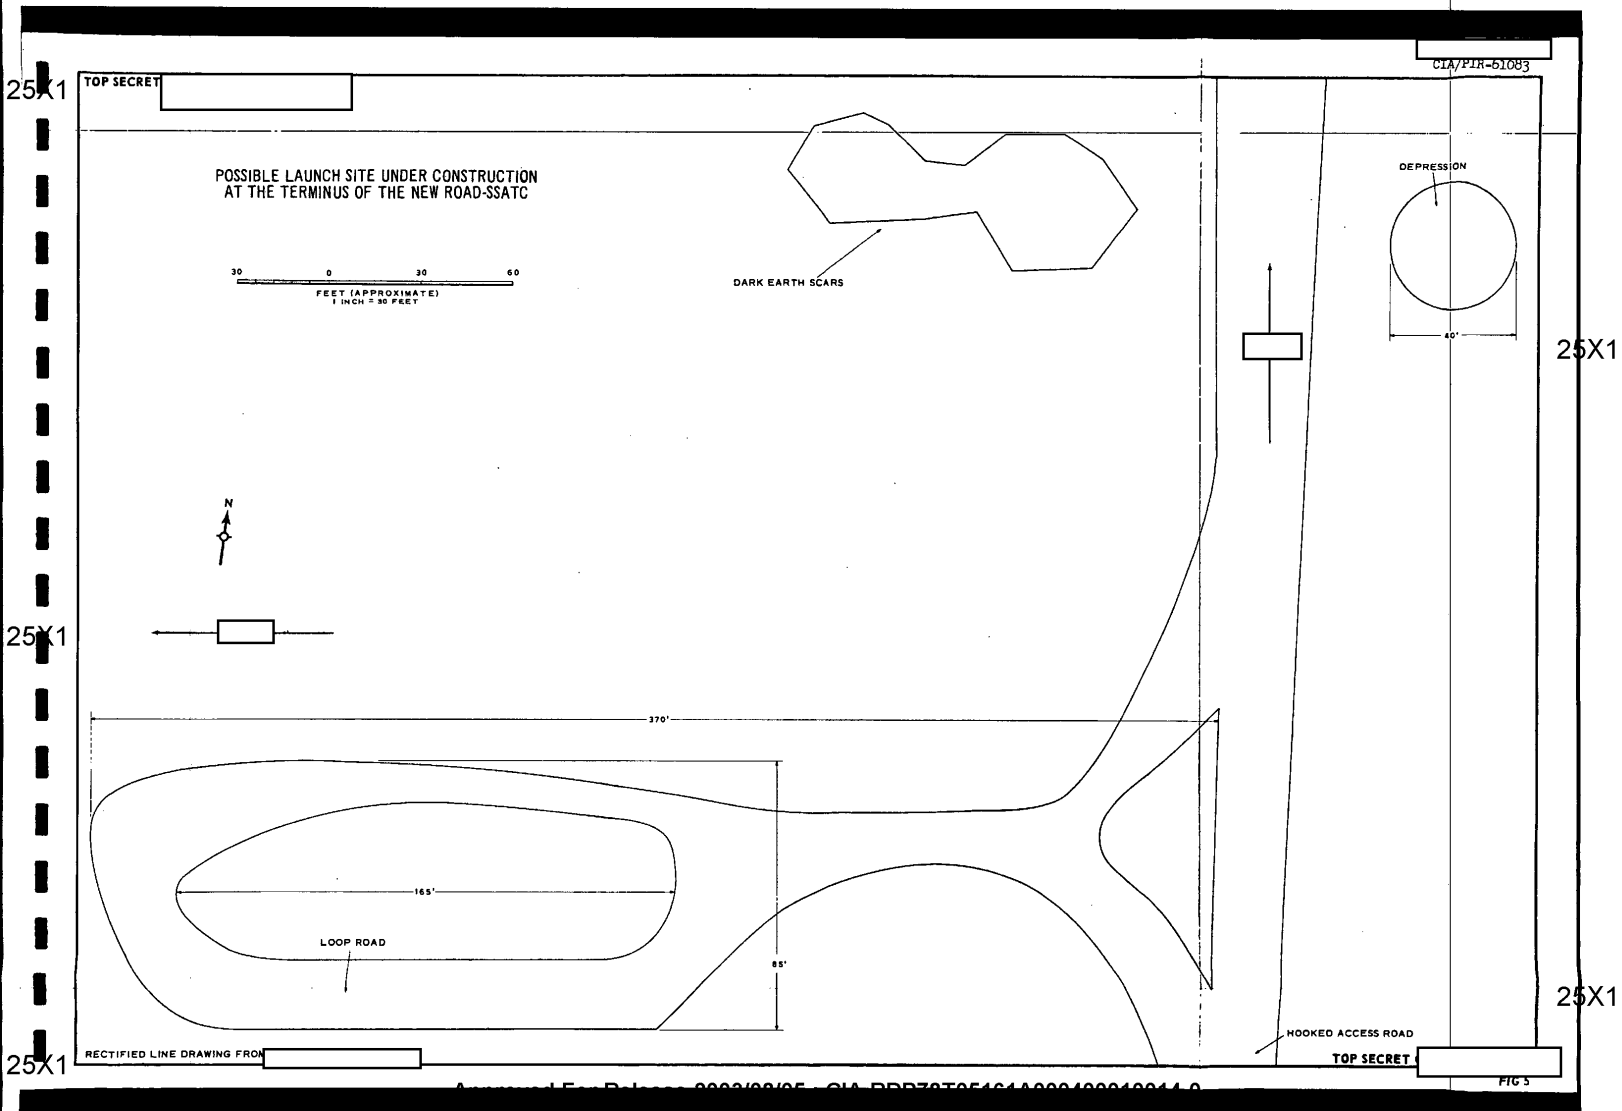 CIA/PIR-61083
25X1
TOP SECRET
DEPRESSION
POSSIBLE LAUNCH SITE UNDER CONSTRUCTION
AT THE TERMINUS OF THE NEW ROAD-SSATC
30 0 30 60
FEET (APPROXIMATE)
1 INCH = 30 FEET
DARK EARTH SCARS
40'
25X1
N
25X1
370'
165'
LOOP ROAD
85'
25X1
HOOKED ACCESS ROAD
RECTIFIED LINE DRAWING FROM
TOP SECRET
25X1
FIG 5